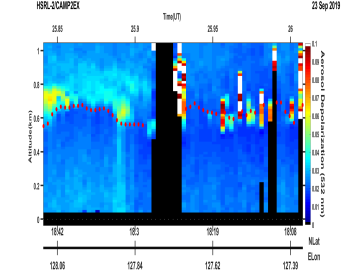 HSRL-2/CAMP2EX
23 Sep 2019
Time(UT)
25.85 25.9 25.95 26
1
0.8
0.6
0.4
0.2
0
Altitude(km)
0.1
0.09
0.08
0.07
0.06
0.05
0.04
0.03
0.02
0.01
0
Aerosol Depolarization (532 nm)
18.42 18.3 18.19 18.08
NLat
ELon
128.06 127.84 127.62 127.39